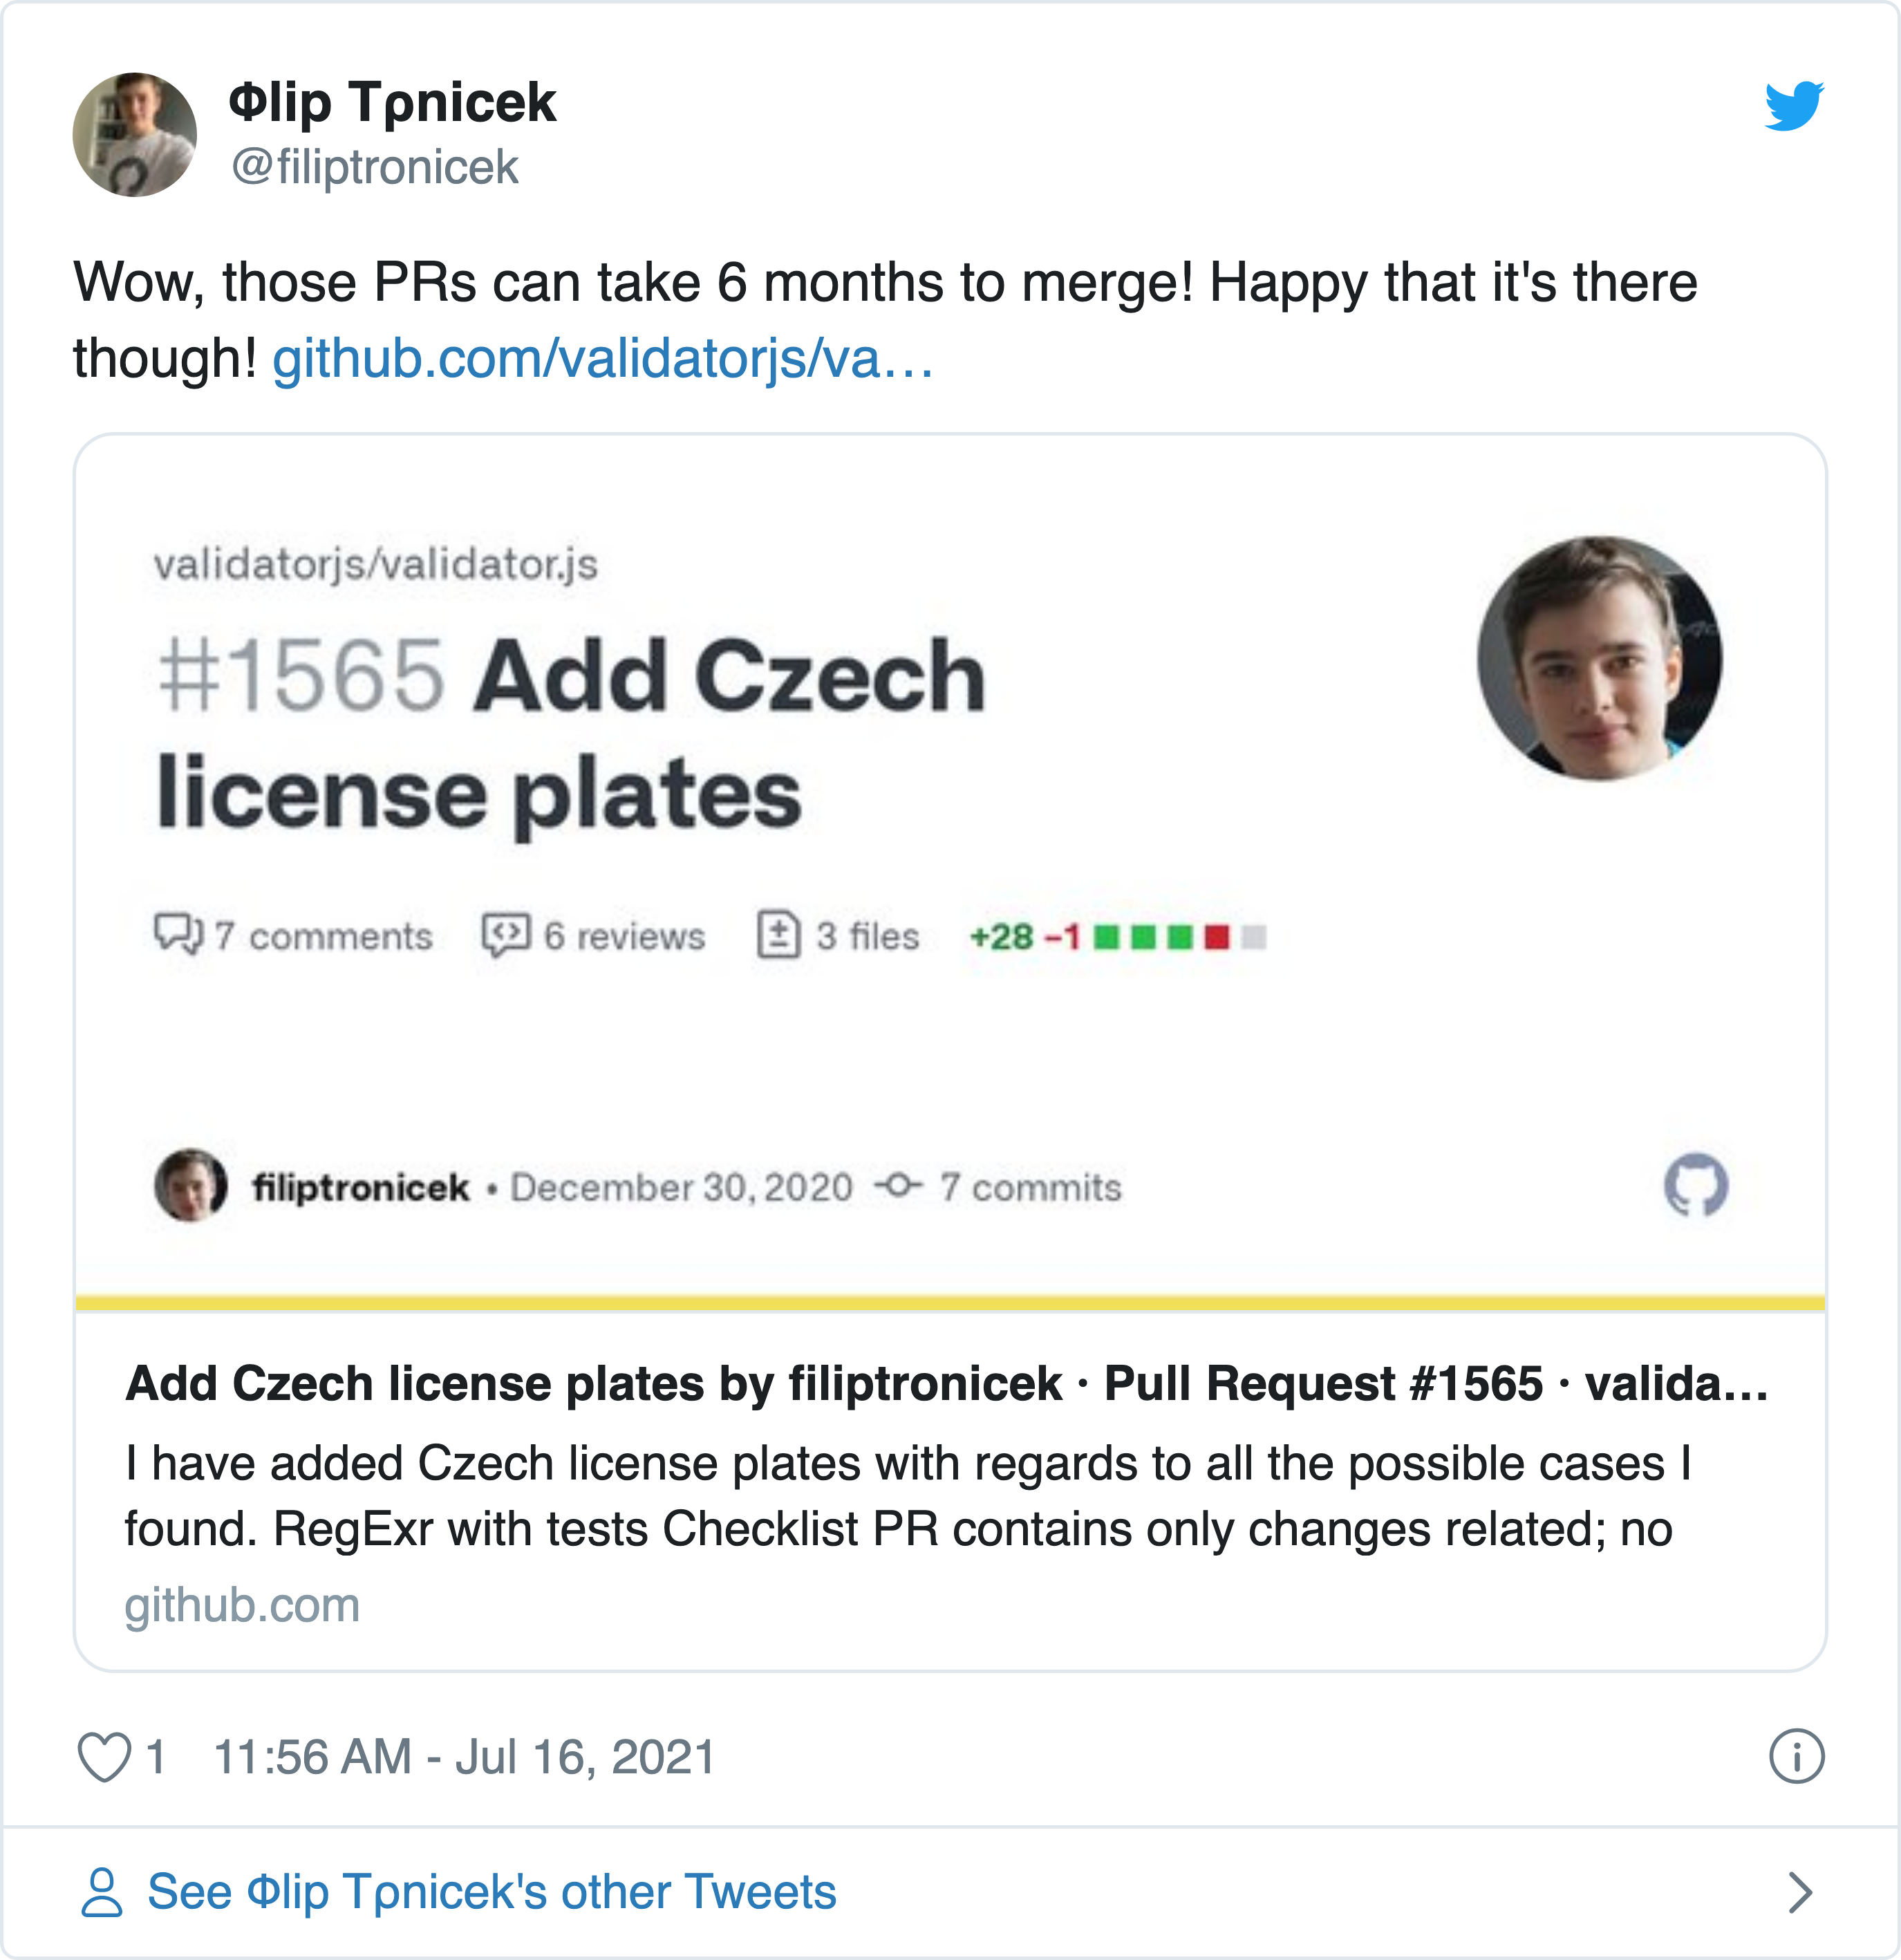 Φlip Tρnicek
@filiptronicek
Wow, those PRs can take 6 months to merge! Happy that it's there
though! github.com/validatorjs/va…
validatorjs/validator.js
#1565 Add Czech
license plates
7 comments 6 reviews 3 files +28 −1
filiptronicek • December 30, 2020 7 commits
Add Czech license plates by filiptronicek · Pull Request #1565 · valida…
I have added Czech license plates with regards to all the possible cases I
found. RegExr with tests Checklist PR contains only changes related; no
github.com
1 11:56 AM - Jul 16, 2021
See Φlip Tρnicek's other Tweets